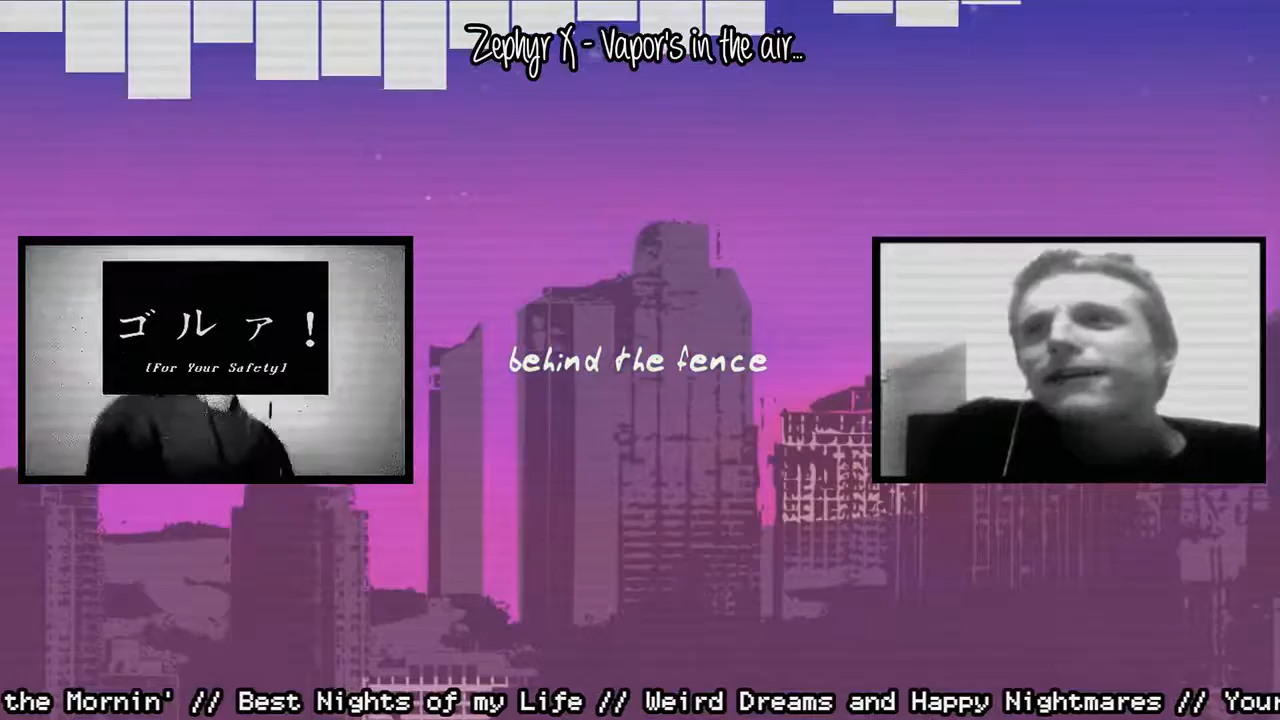 Zephyr X - Vapor's in the air...
ゴルァ!
[For Your Safety]
behind the fence
the Mornin' // Best Nights of my Life // Weird Dreams and Happy Nightmares // Your